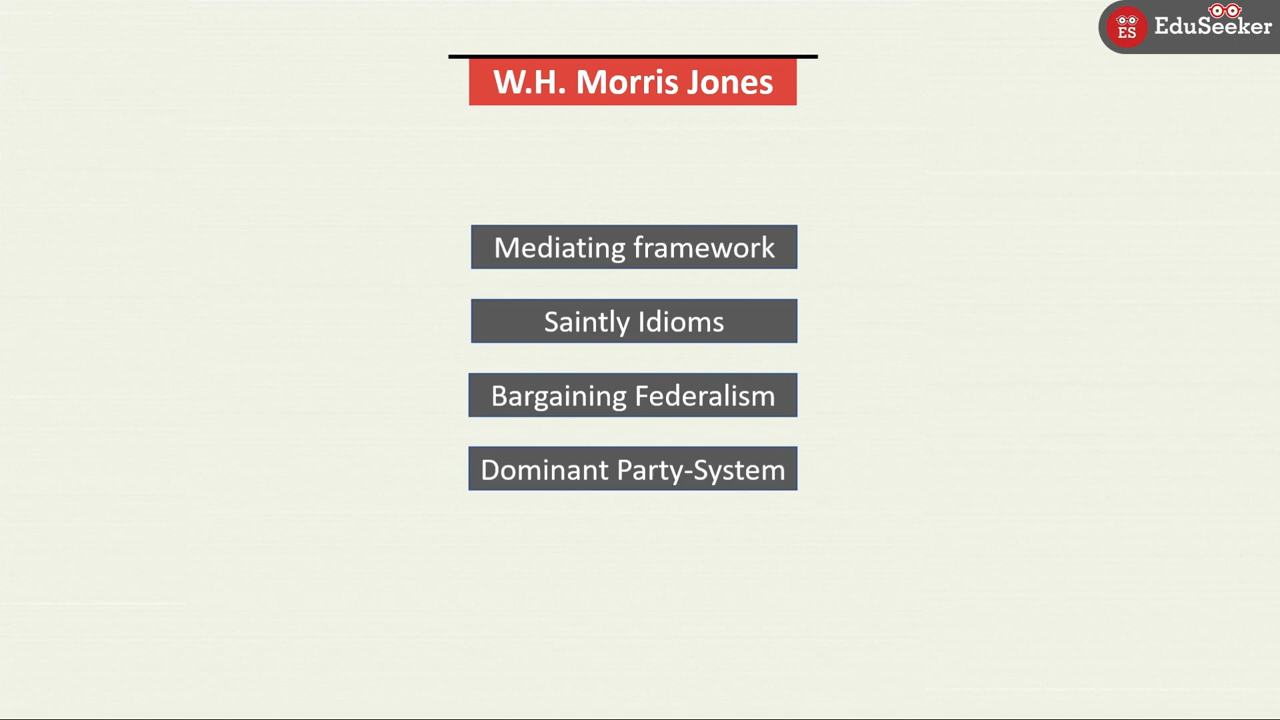 ES EduSeeker
W.H. Morris Jones
Mediating framework
Saintly Idioms
Bargaining Federalism
Dominant Party-System